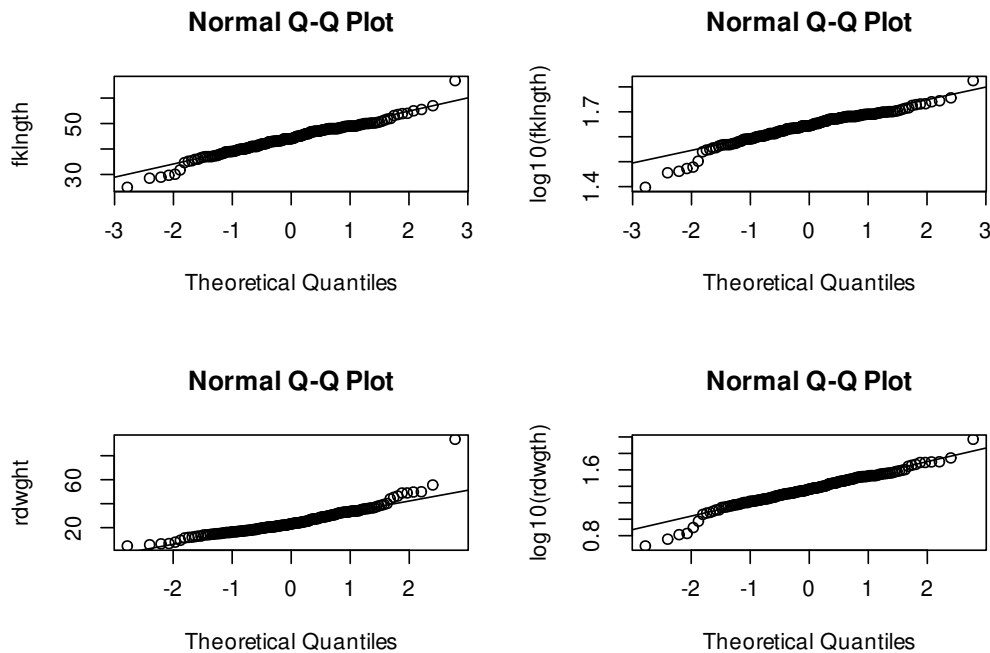 Normal Q-Q Plot
fklngth
30
50
-3 -2 -1 0 1 2 3
Theoretical Quantiles
Normal Q-Q Plot
log10(fklngth)
1.4
1.7
-3 -2 -1 0 1 2 3
Theoretical Quantiles
Normal Q-Q Plot
rdwght
20
60
-2 -1 0 1 2
Theoretical Quantiles
Normal Q-Q Plot
log10(rdwgth)
0.8
1.6
-2 -1 0 1 2
Theoretical Quantiles